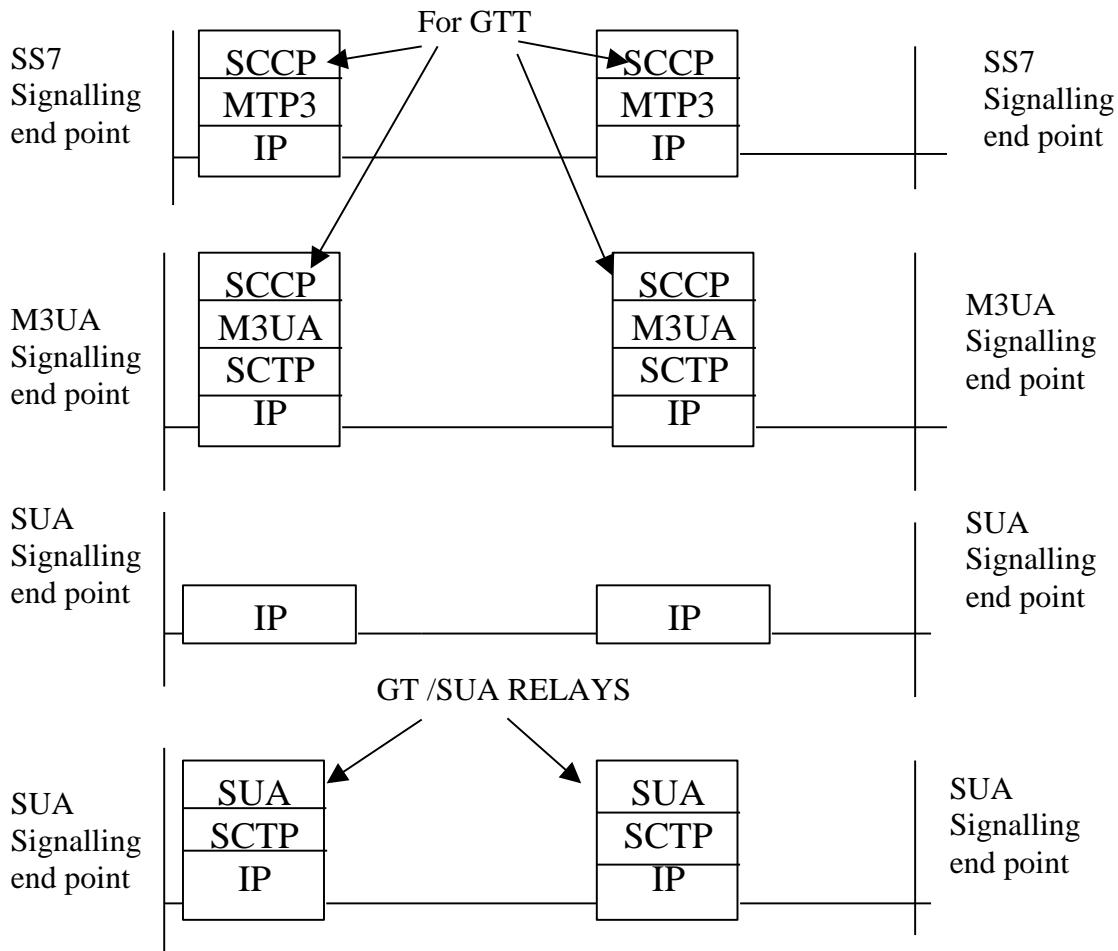 For GTT
SS7
Signalling
end point
SCCP
MTP3
IP
SCCP
MTP3
IP
SS7
Signalling
end point
M3UA
Signalling
end point
SCCP
M3UA
SCTP
IP
SCCP
M3UA
SCTP
IP
M3UA
Signalling
end point
SUA
Signalling
end point
IP
IP
SUA
Signalling
end point
GT /SUA RELAYS
SUA
Signalling
end point
SUA
SCTP
IP
SUA
SCTP
IP
SUA
Signalling
end point